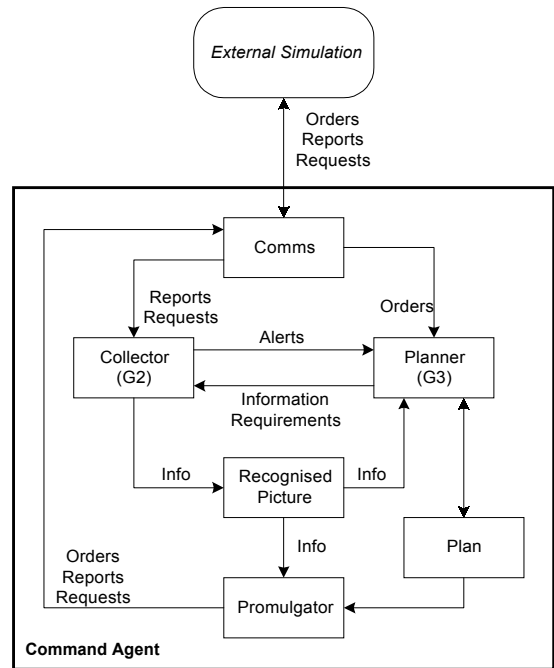 External Simulation
Orders
Reports
Requests
Comms
Reports
Requests
Orders
Collector
(G2)
Alerts
Planner
(G3)
Information
Requirements
Info
Recognised
Picture
Info
Info
Plan
Orders
Reports
Requests
Promulgator
Command Agent